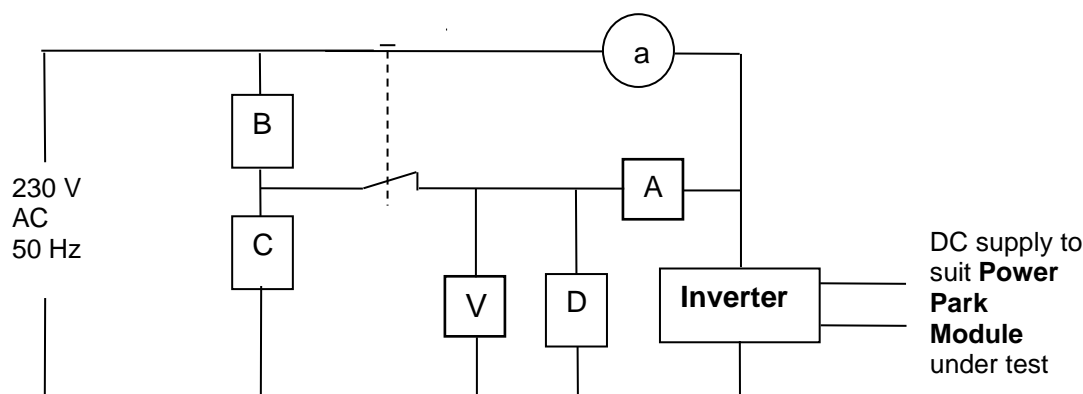 a
B
A
230 V
AC
50 Hz
C
V
D
Inverter
DC supply to
suit Power
Park
Module
under test